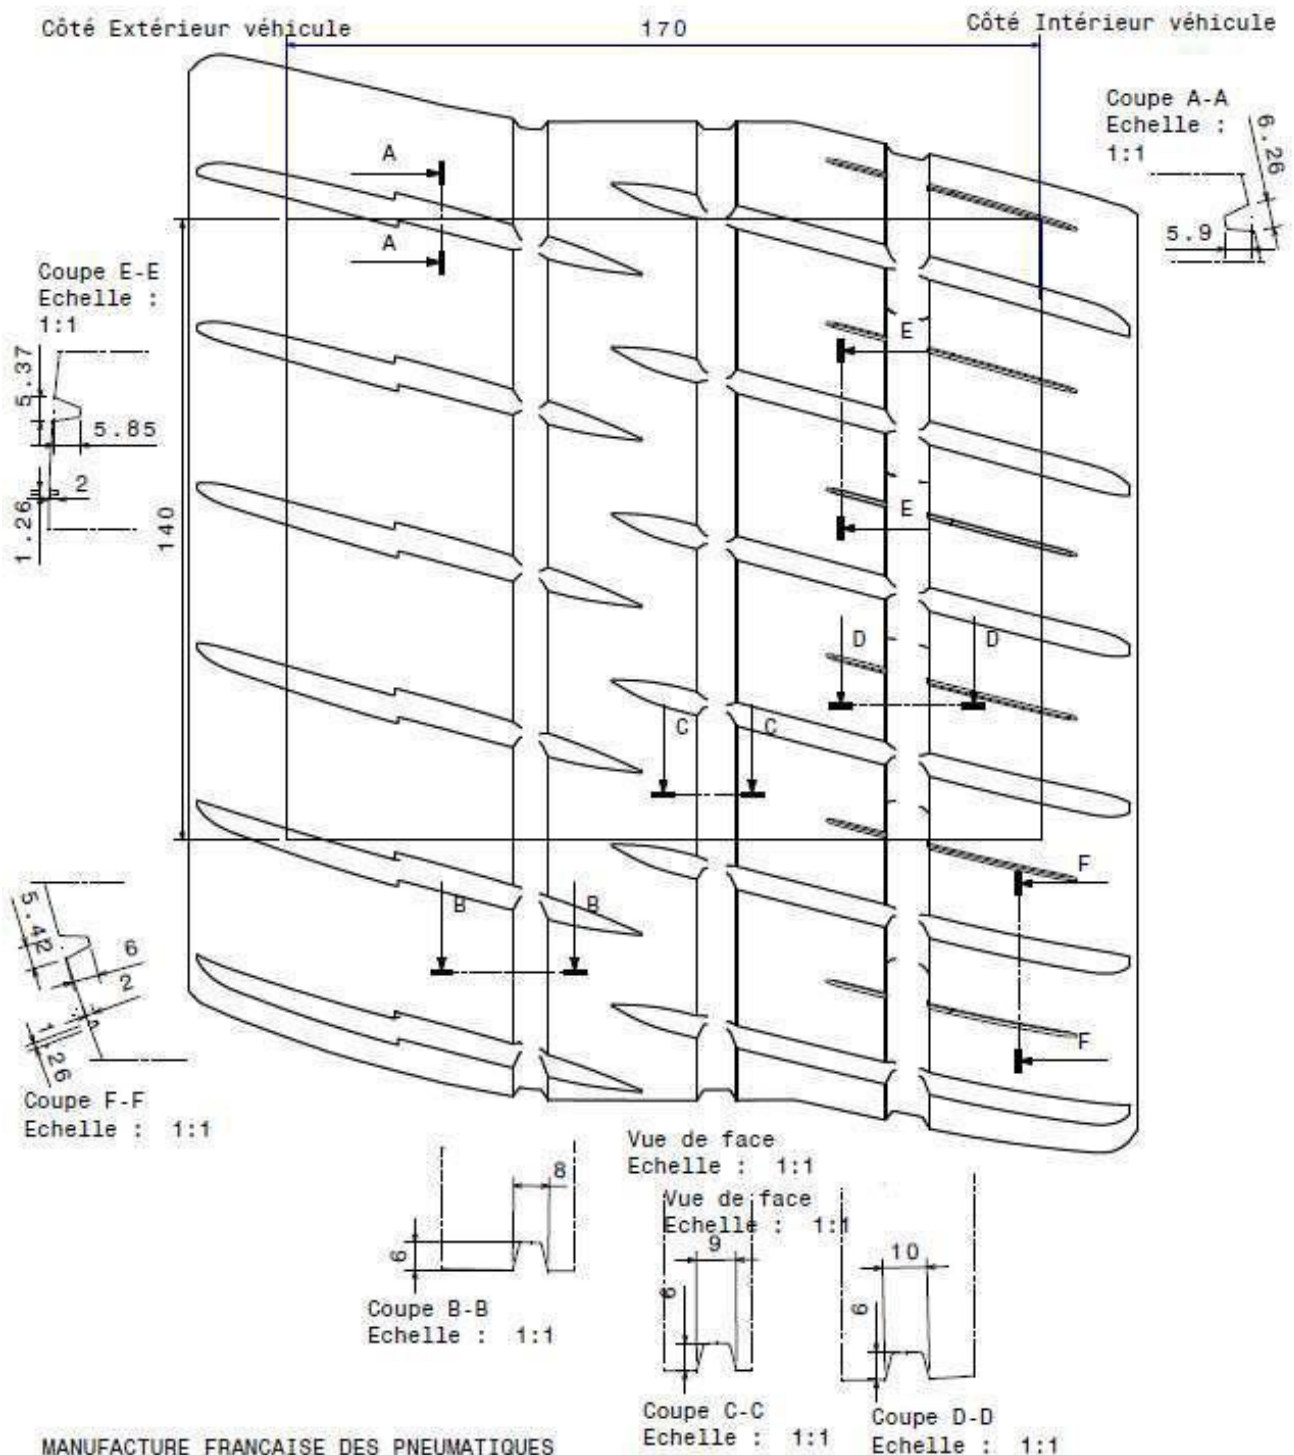 Côté Extérieur véhicule
170
Côté Intérieur véhicule
Coupe A-A
Echelle :
1:1
6.26
5.9
A
A
Coupe E-E
Echelle :
1:1
5.37
5.85
2
1.26
140
E
E
D
D
C
C
B
B
F
F
5.42
6
2
1.26
Coupe F-F
Echelle : 1:1
Vue de face
Echelle : 1:1
Vue de face
Echelle : 1:1
8
6
Coupe B-B
Echelle : 1:1
9
6
Coupe C-C
Echelle : 1:1
10
6
Coupe D-D
Echelle : 1:1
MANUFACTURE FRANCAISE DES PNEUMATIQUES